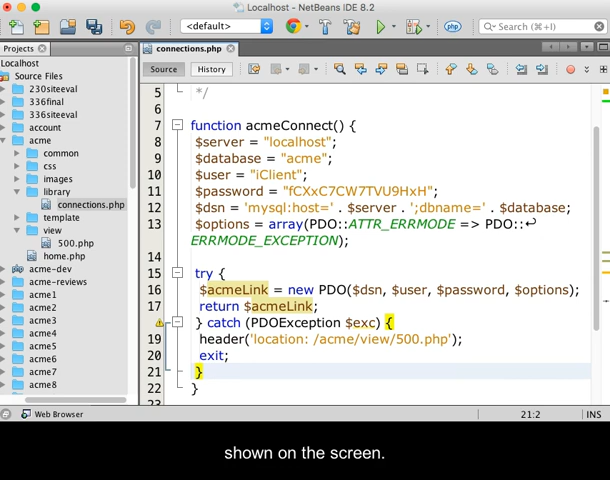 Localhost - NetBeans IDE 8.2
<default>
php
Search (⌘+I)
Projects
connections.php
Source
History
Localhost
Source Files
230siteeval
336final
336siteeval
account
acme
common
css
images
library
connections.php
template
view
500.php
home.php
acme-dev
acme-reviews
acme1
acme2
acme3
acme4
acme5
acme6
acme7
acme8
5 */
6
7 function acmeConnect() {
8 $server = "localhost";
9 $database = "acme";
10 $user = "iClient";
11 $password = "fCXxC7CW7TVU9HxH";
12 $dsn = 'mysql:host=' . $server . ';dbname=' . $database;
13 $options = array(PDO::ATTR_ERRMODE => PDO::↩
ERRMODE_EXCEPTION);
14
15 try {
16 $acmeLink = new PDO($dsn, $user, $password, $options);
17 return $acmeLink;
} catch (PDOException $exc) {
19 header('location: /acme/view/500.php');
20 exit;
21 }
22 }
23
Web Browser
21:2
INS
shown on the screen.